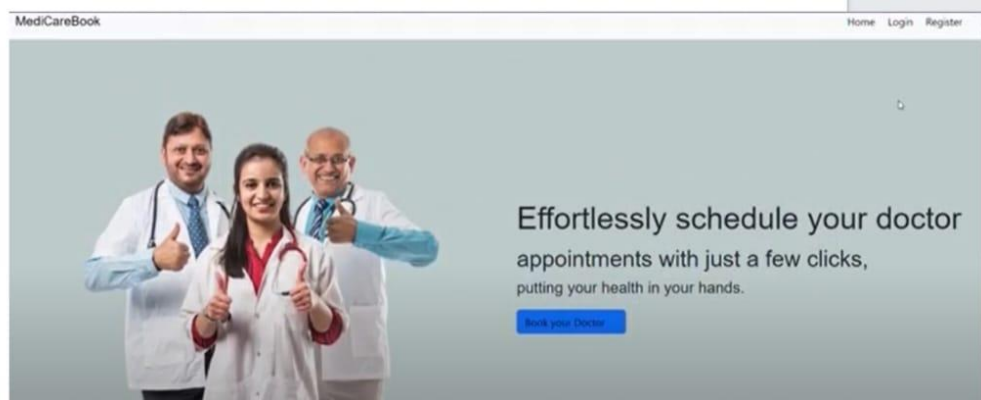 MediCareBook
Home Login Register
Effortlessly schedule your doctor
appointments with just a few clicks,
putting your health in your hands.
Book your Doctor